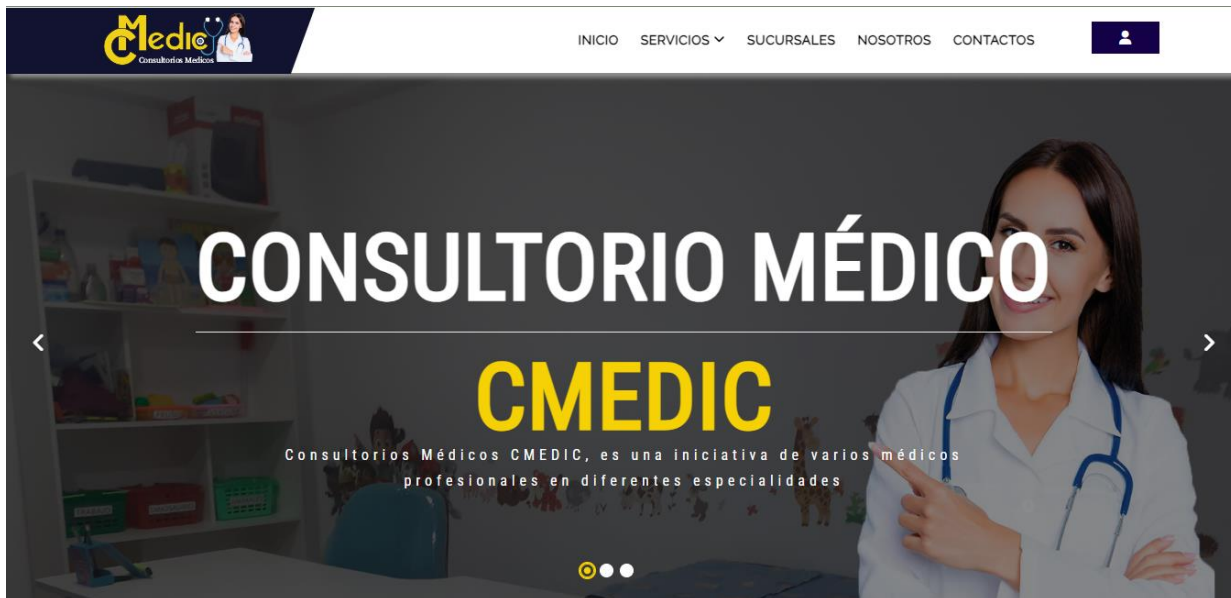 CMedic
Consultorios Medicos
INICIO SERVICIOS SUCURSALES NOSOTROS CONTACTOS
CONSULTORIO MÉDICO
CMEDIC
Consultorios Médicos CMEDIC, es una iniciativa de varios médicos
profesionales en diferentes especialidades